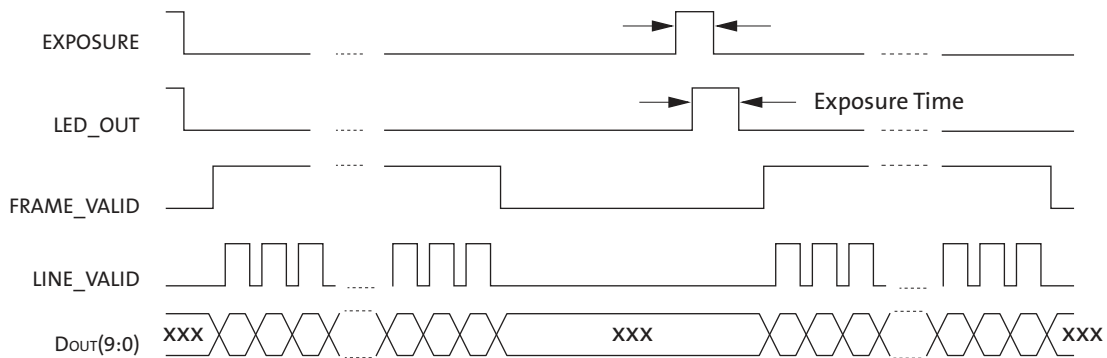 EXPOSURE
LED_OUT
Exposure Time
FRAME_VALID
LINE_VALID
DOUT(9:0)
XXX
XXX
XXX